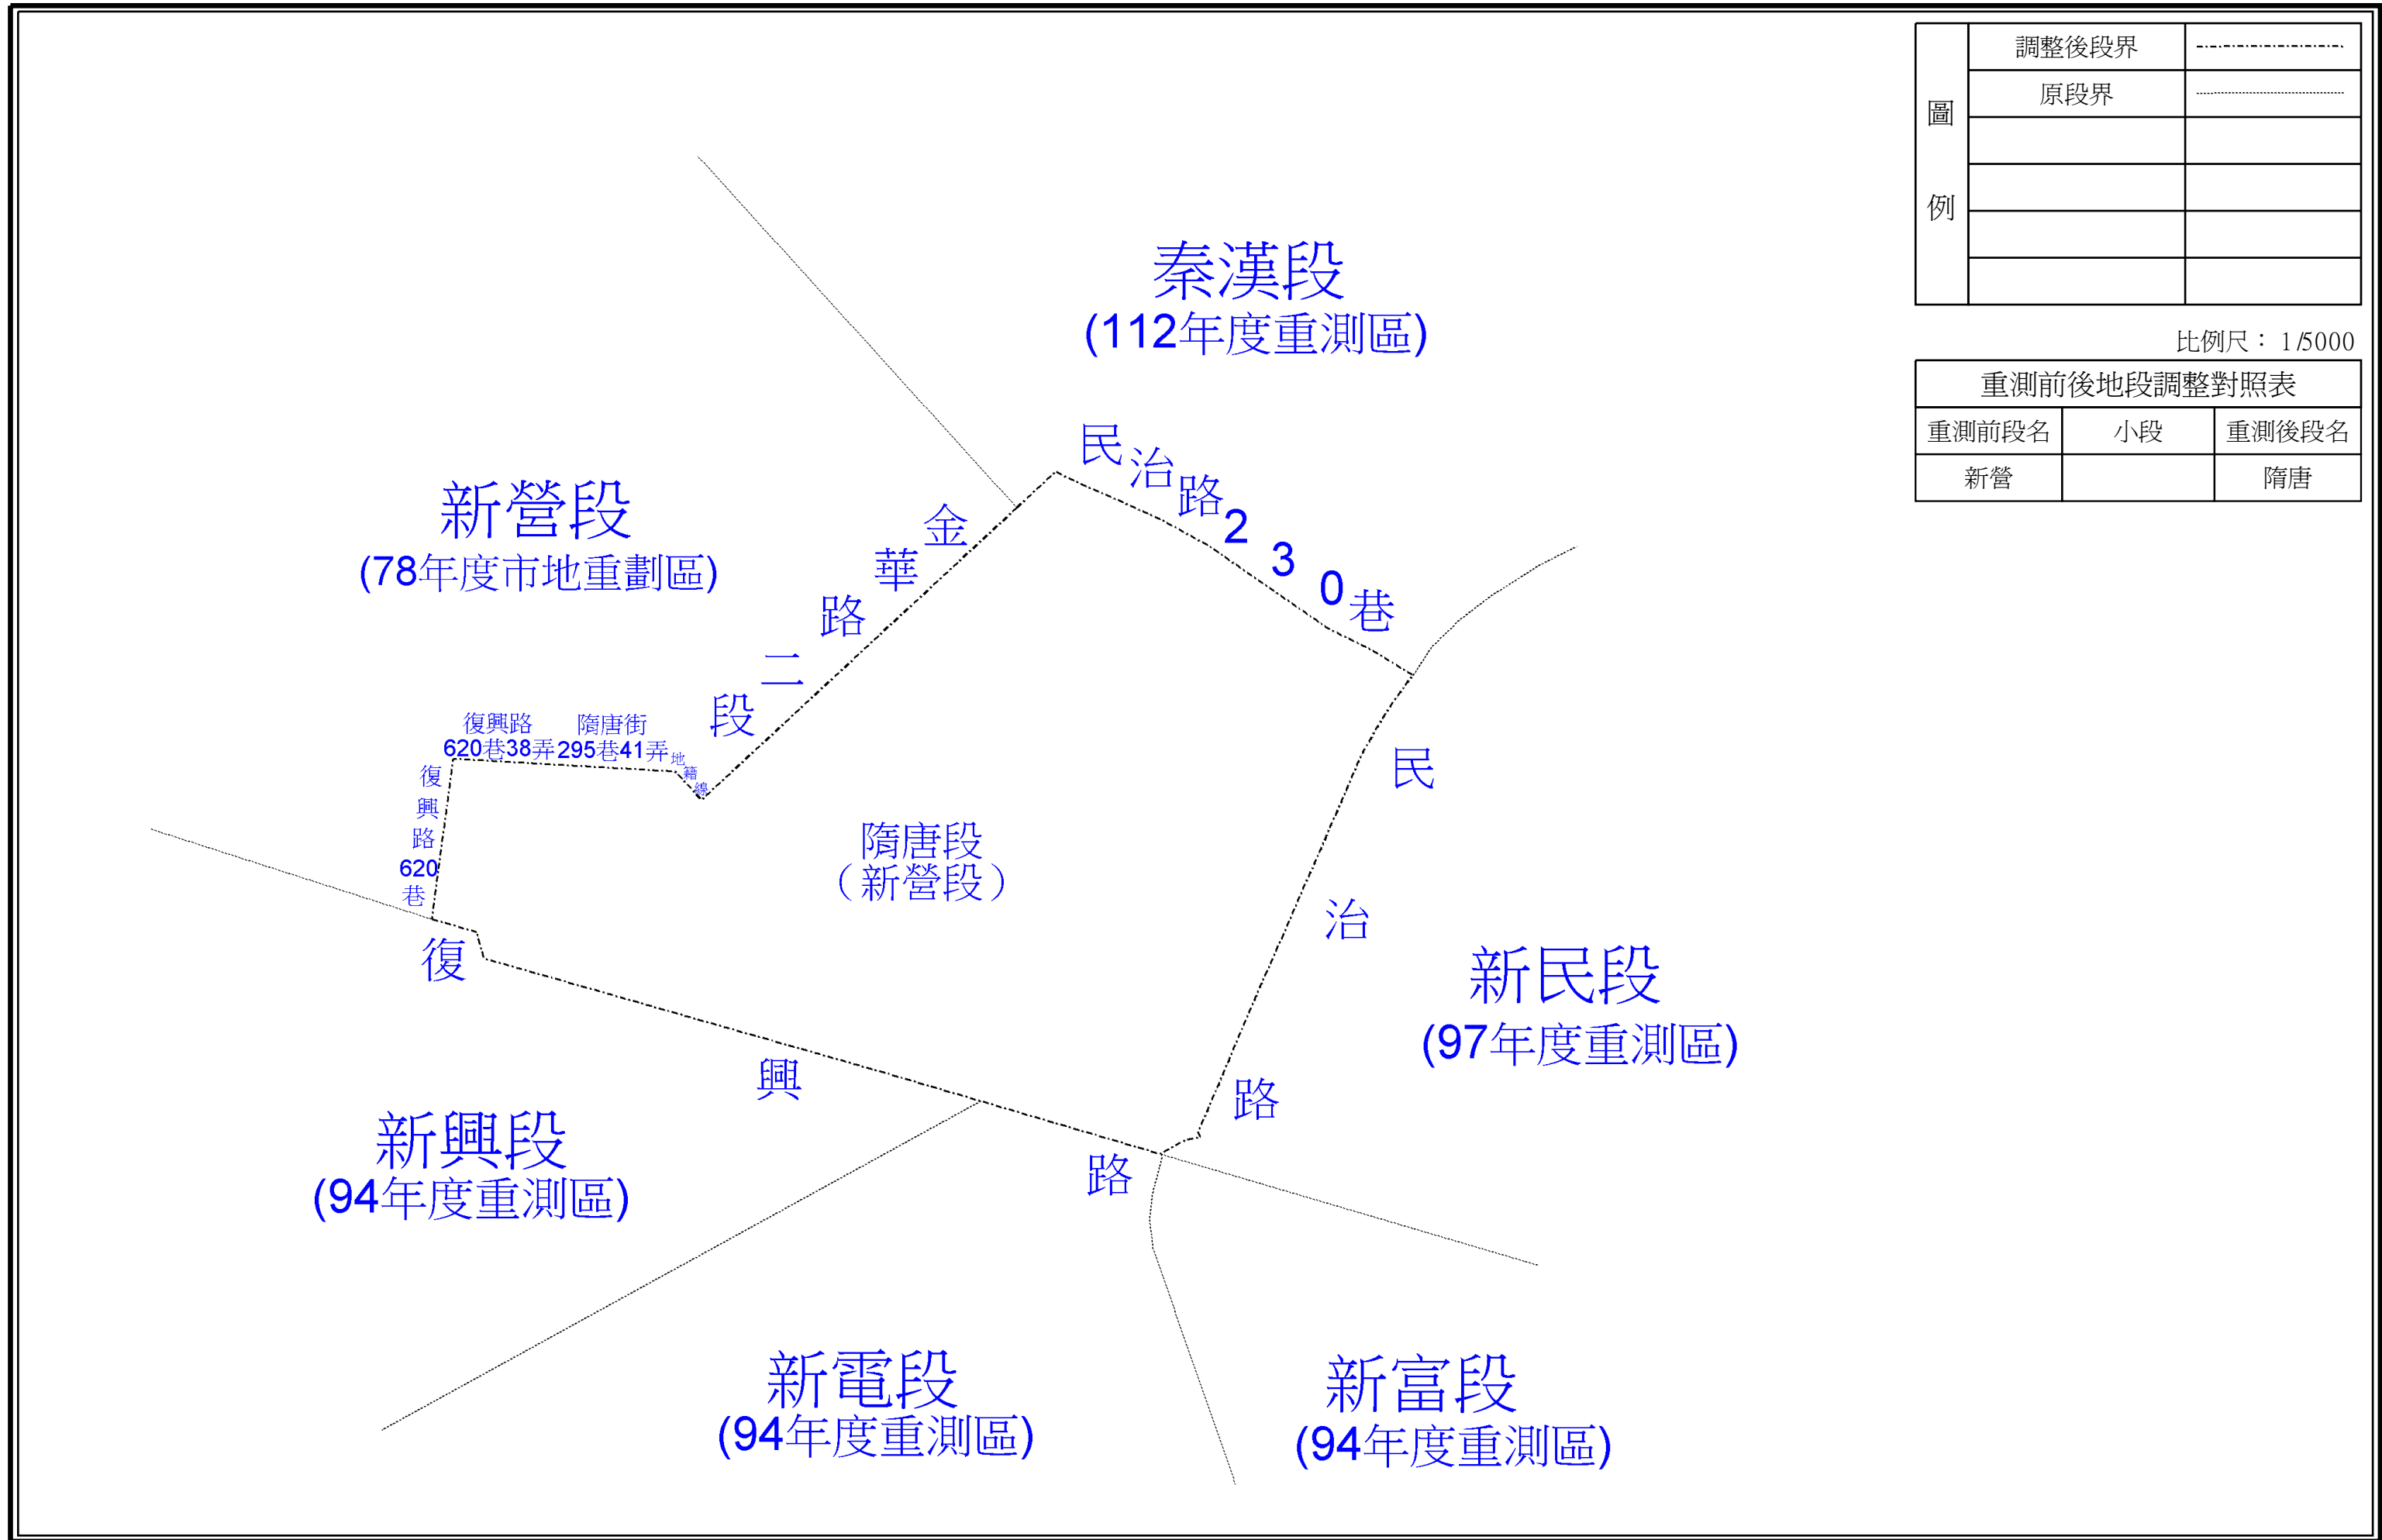 圖例
調整後段界
原段界
比例尺：1/5000
重測前後地段調整對照表
重測前段名 小段 重測後段名
新營 隋唐
秦漢段
(112年度重測區)
民治路230巷
新營段
(78年度市地重劃區)
金華路二段
復興路
620巷38弄
隋唐街
295巷41弄
地籍線
復興路620巷
隋唐段
（新營段）
民治路
新民段
(97年度重測區)
復興路
新興段
(94年度重測區)
新電段
(94年度重測區)
新富段
(94年度重測區)